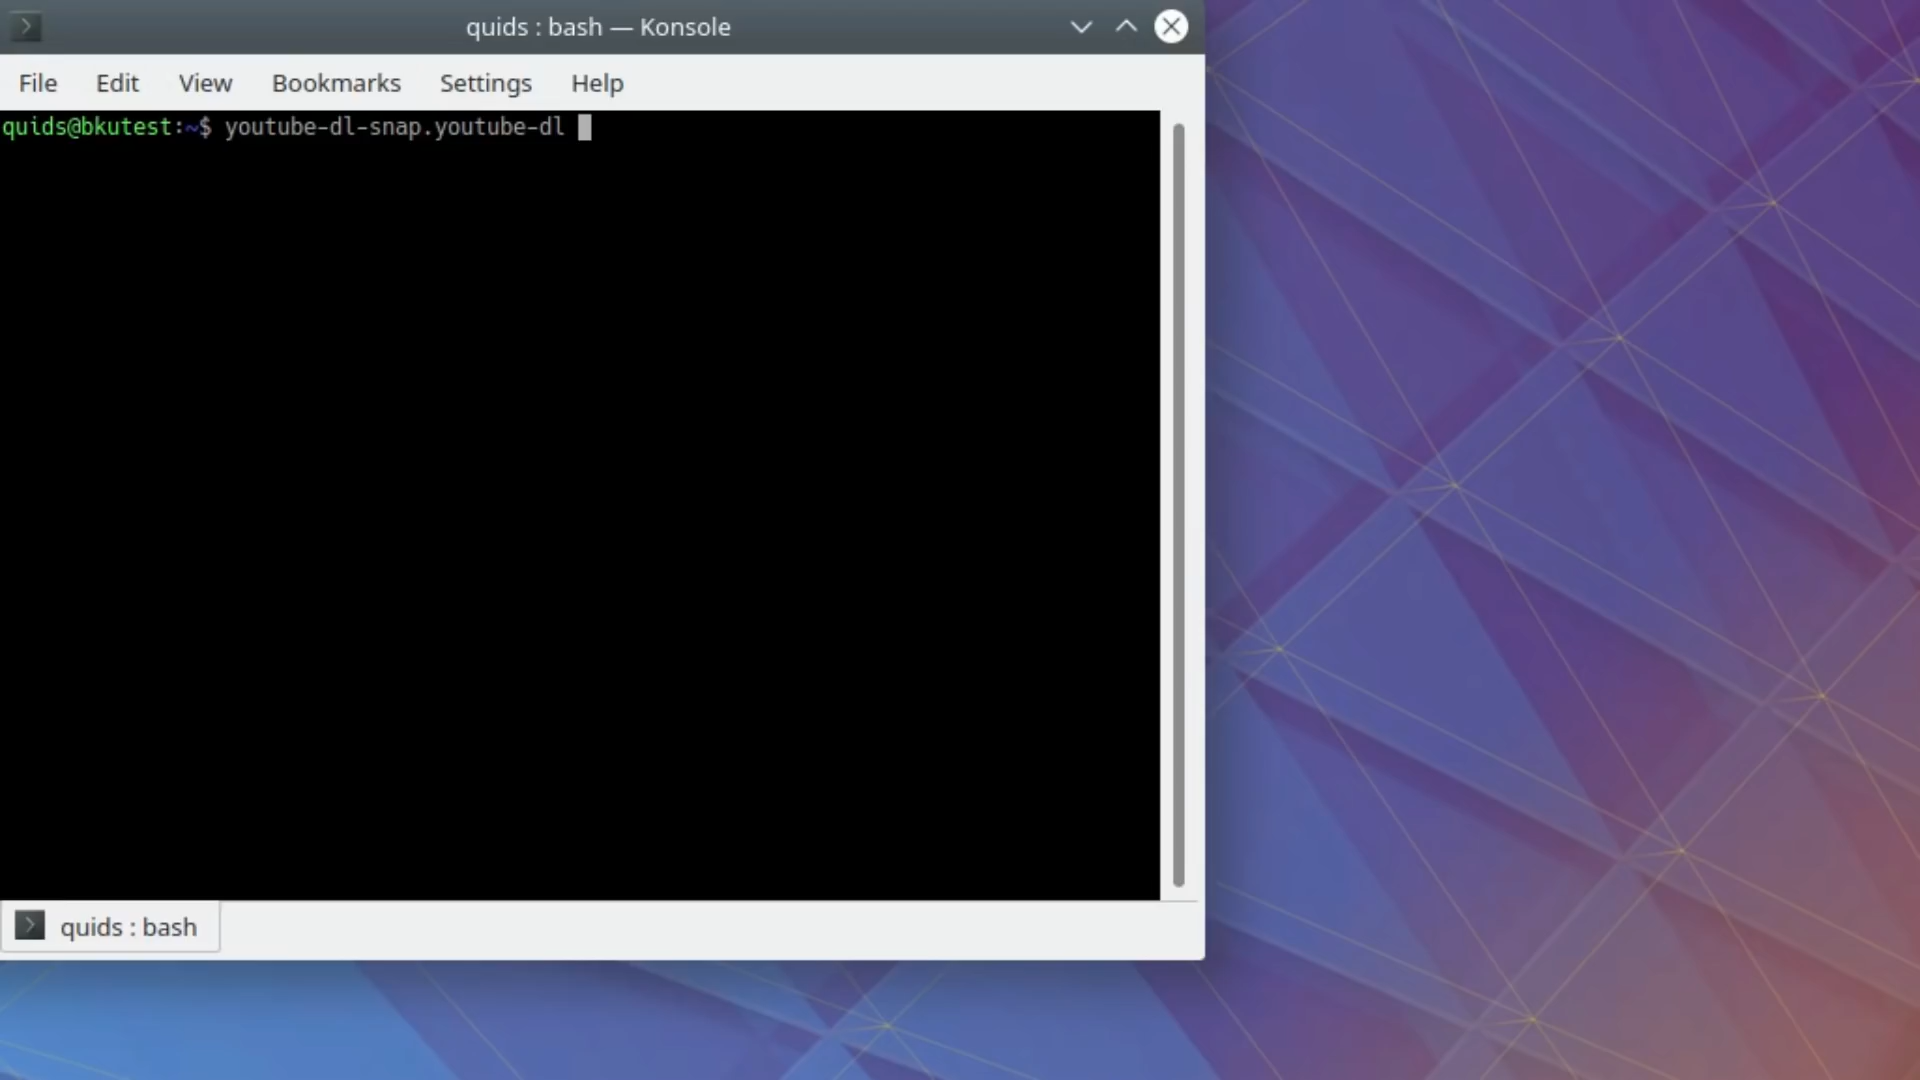 quids : bash — Konsole
File Edit View Bookmarks Settings Help
quids@bkutest:~$ youtube-dl-snap.youtube-dl
quids : bash